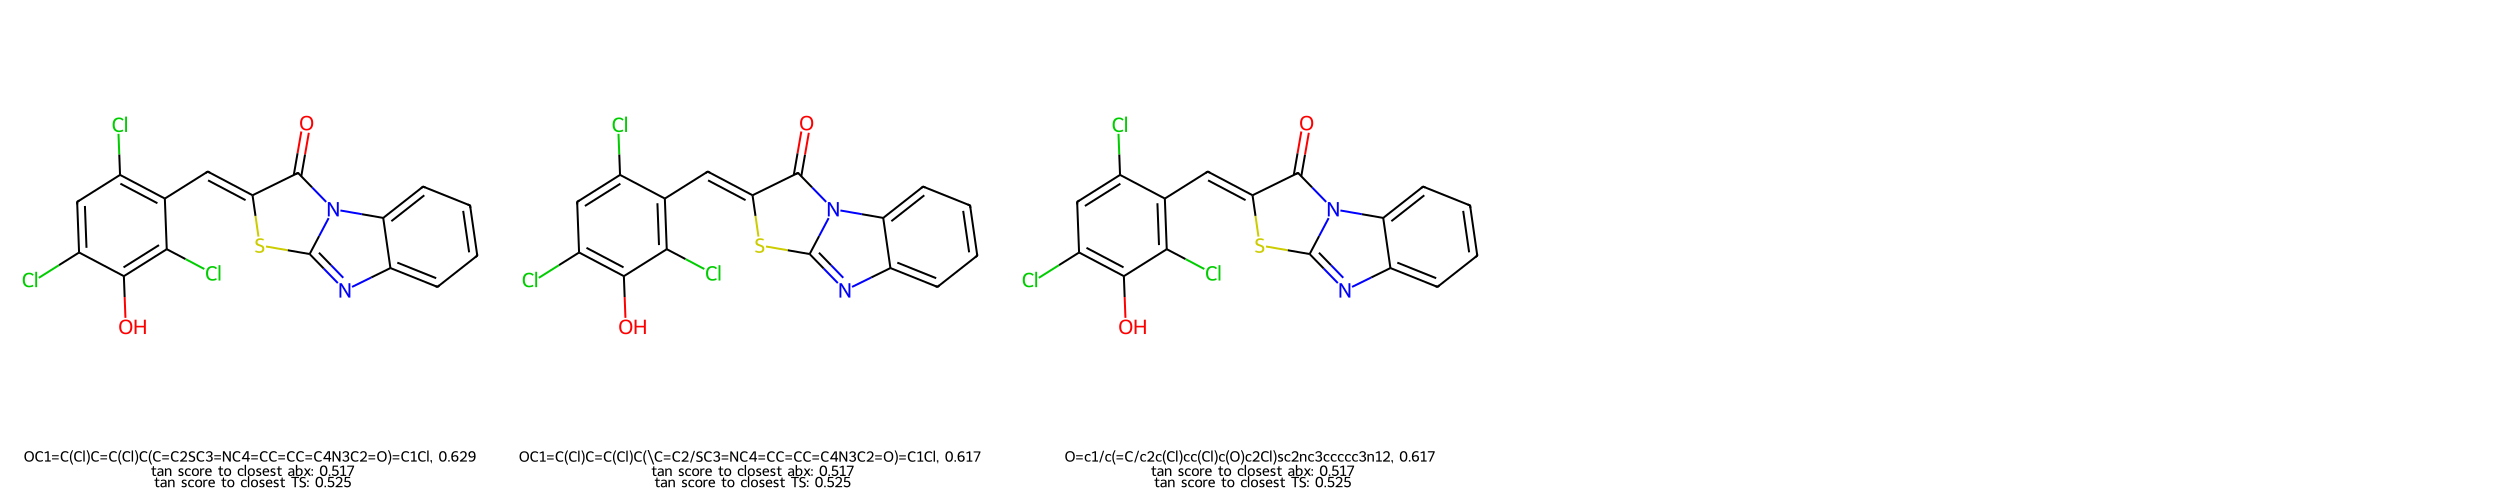 Cl O Cl O Cl O
N N N
S S S
Cl Cl Cl Cl Cl Cl
N N N
OH OH OH
OC1=C(Cl)C=C(Cl)C(C=C2SC3=NC4=CC=CC=C4N3C2=O)=C1Cl, 0.629
tan score to closest abx: 0.517
tan score to closest TS: 0.525
OC1=C(Cl)C=C(Cl)C(\C=C2/SC3=NC4=CC=CC=C4N3C2=O)=C1Cl, 0.617
tan score to closest abx: 0.517
tan score to closest TS: 0.525
O=c1/c(=C/c2c(Cl)cc(Cl)c(O)c2Cl)sc2nc3ccccc3n12, 0.617
tan score to closest abx: 0.517
tan score to closest TS: 0.525